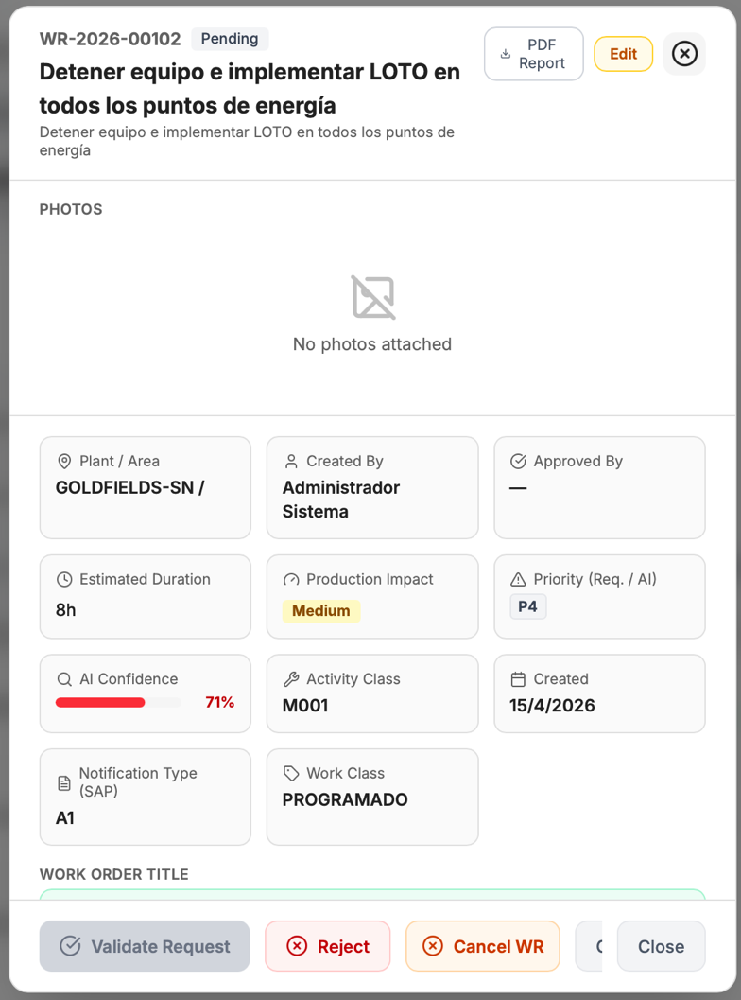 WR-2026-00102 Pending
PDF
Report
Edit
Detener equipo e implementar LOTO en
todos los puntos de energía
Detener equipo e implementar LOTO en todos los puntos de
energía
PHOTOS
No photos attached
Plant / Area
GOLDFIELDS-SN /
Created By
Administrador
Sistema
Approved By
—
Estimated Duration
8h
Production Impact
Medium
Priority (Req. / AI)
P4
AI Confidence
71%
Activity Class
M001
Created
15/4/2026
Notification Type
(SAP)
A1
Work Class
PROGRAMADO
WORK ORDER TITLE
Validate Request
Reject
Cancel WR
Close